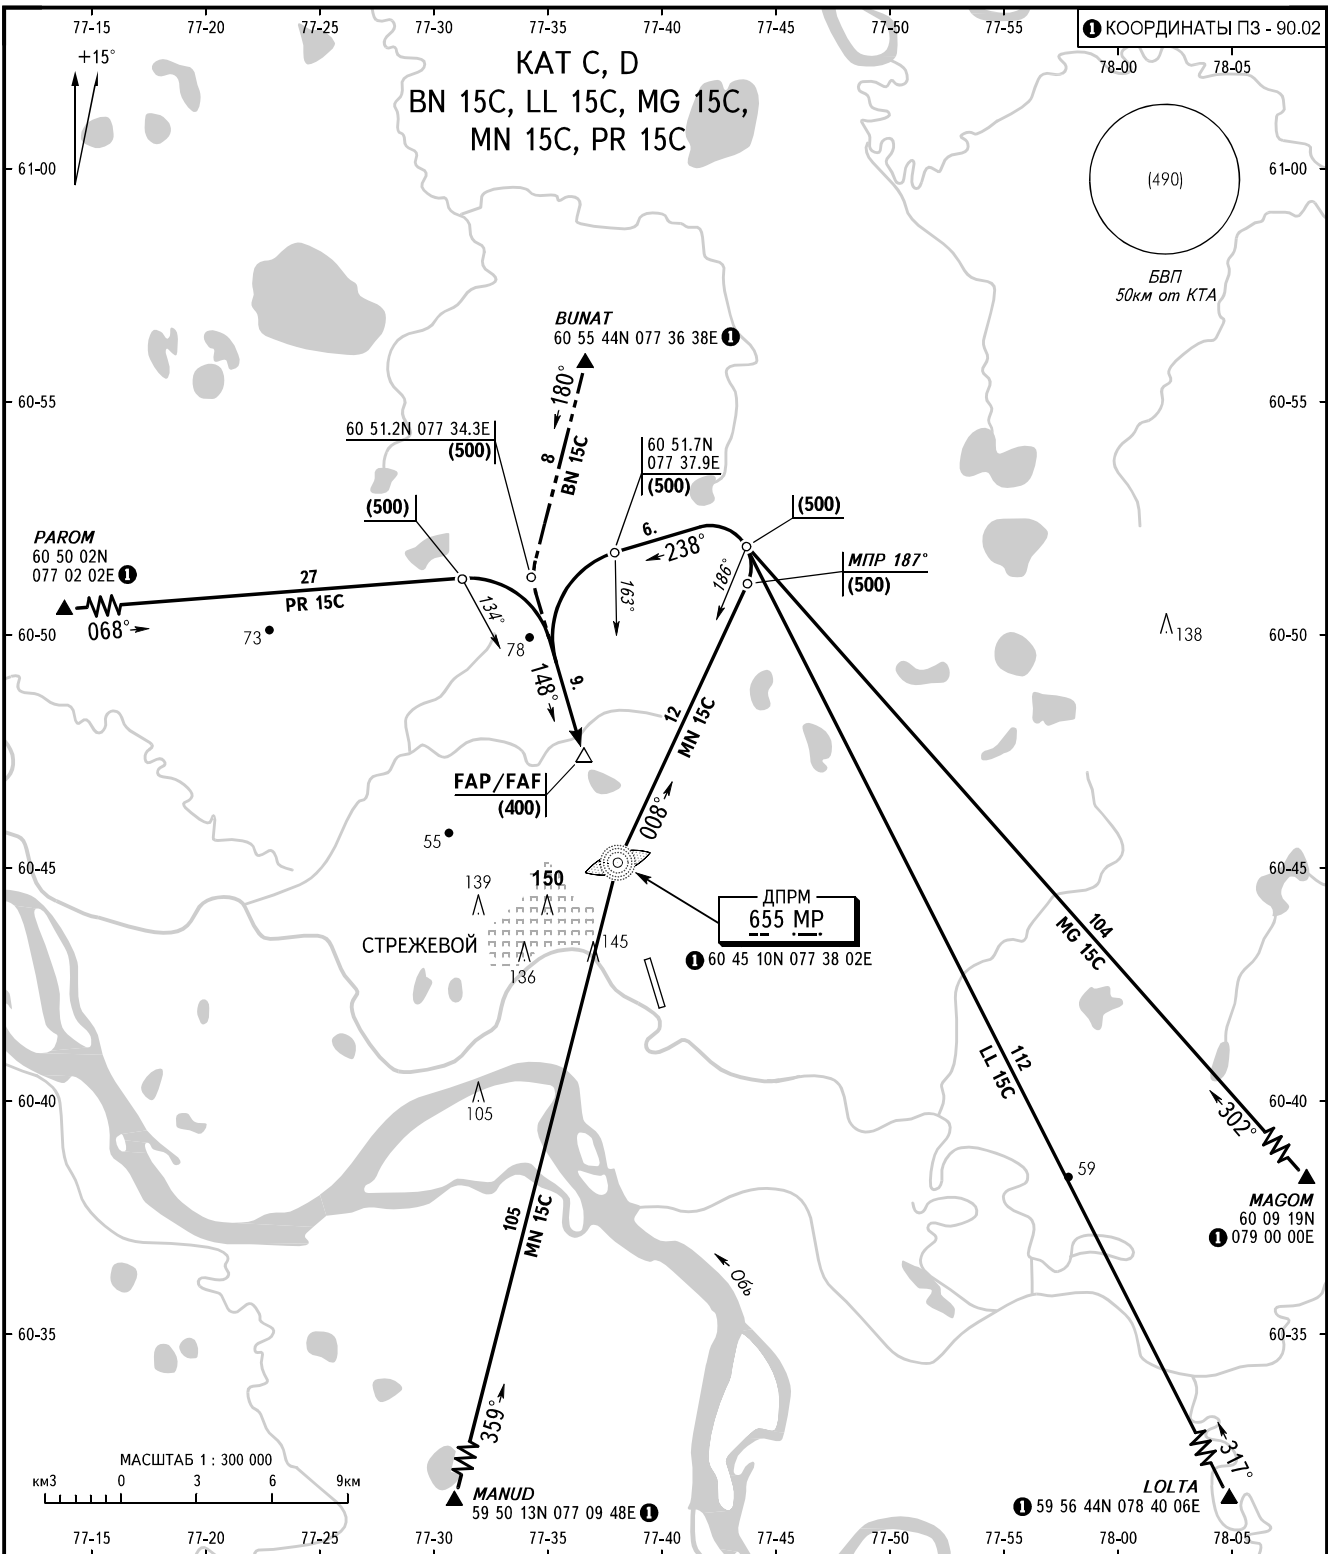 77-15 77-20 77-25 77-30 77-35 77-40 77-45 77-50 77-55
❶ КООРДИНАТЫ ПЗ - 90.02
78-00 78-05
+15°
КАТ C, D
BN 15C, LL 15C, MG 15C,
MN 15C, PR 15C
61-00 61-00
(490)
БВП
50км от КТА
BUNAT
60 55 44N 077 36 38E ❶
180°
60-55 60-55
8
BN 15C
60 51.2N 077 34.3E
(500)
60 51.7N
077 37.9E
(500)
(500)
(500)
PAROM
60 50 02N
077 02 02E ❶
27
PR 15C
068°
6.
238°
186°
МПР 187°
(500)
163°
134°
73
78
148°
9.
138
60-50 60-50
12
MN 15C
FAP/FAF
(400)
008°
55
60-45 60-45
139
150
ДПРМ
655 МР
❶ 60 45 10N 077 38 02E
СТРЕЖЕВОЙ
136
145
104
MG 15C
112
LL 15C
105
60-40 60-40
302°
59
MAGOM
60 09 19N
❶ 079 00 00E
105
MN 15C
Обь
60-35 60-35
359°
317°
МАСШТАБ 1 : 300 000
км3 0 3 6 9км
MANUD
59 50 13N 077 09 48E ❶
LOLTA
❶ 59 56 44N 078 40 06E
77-15 77-20 77-25 77-30 77-35 77-40 77-45 77-50 77-55 78-00 78-05